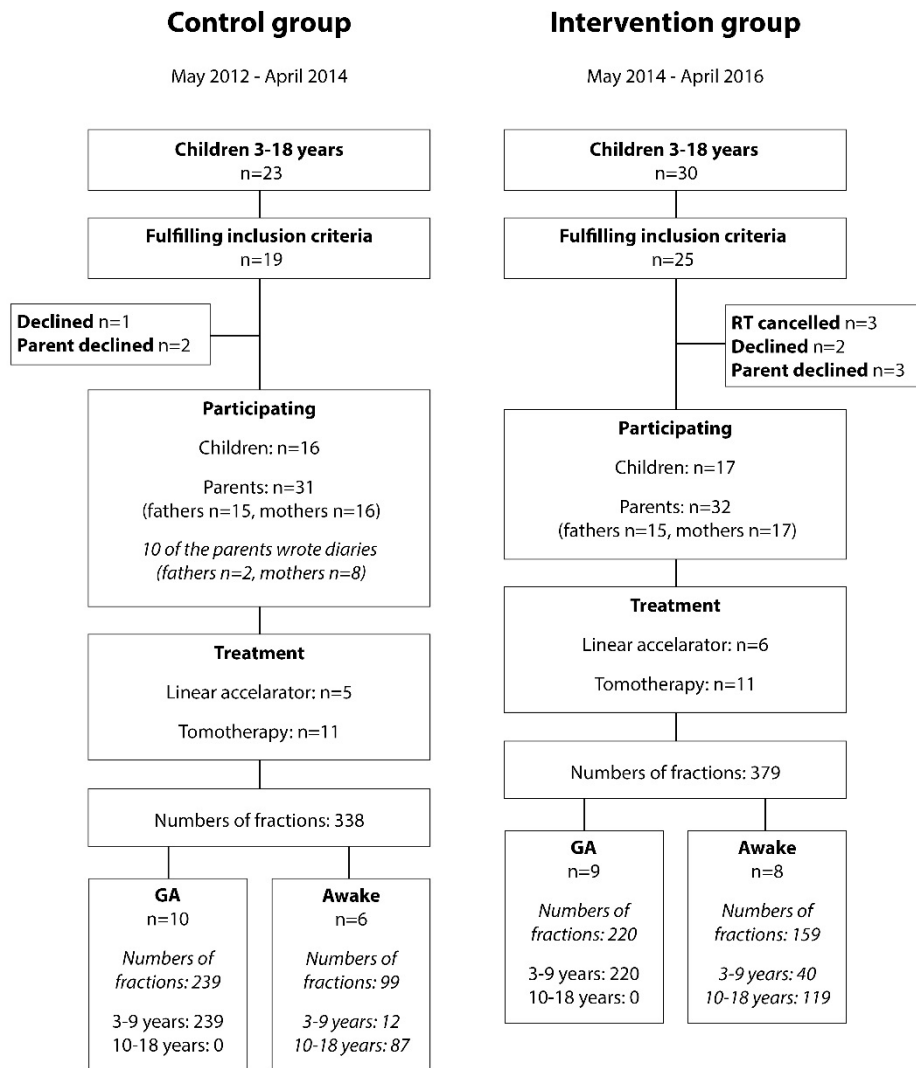 Control group
May 2012 - April 2014
Children 3-18 years
n=23
Fulfilling inclusion criteria
n=19
Declined n=1
Parent declined n=2
Participating
Children: n=16
Parents: n=31
(fathers n=15, mothers n=16)
10 of the parents wrote diaries
(fathers n=2, mothers n=8)
Treatment
Linear accelarator: n=5
Tomotherapy: n=11
Numbers of fractions: 338
GA
n=10
Numbers of
fractions: 239
3-9 years: 239
10-18 years: 0
Awake
n=6
Numbers of
fractions: 99
3-9 years: 12
10-18 years: 87
Intervention group
May 2014 - April 2016
Children 3-18 years
n=30
Fulfilling inclusion criteria
n=25
RT cancelled n=3
Declined n=2
Parent declined n=3
Participating
Children: n=17
Parents: n=32
(fathers n=15, mothers n=17)
Treatment
Linear accelarator: n=6
Tomotherapy: n=11
Numbers of fractions: 379
GA
n=9
Numbers of
fractions: 220
3-9 years: 220
10-18 years: 0
Awake
n=8
Numbers of
fractions: 159
3-9 years: 40
10-18 years: 119